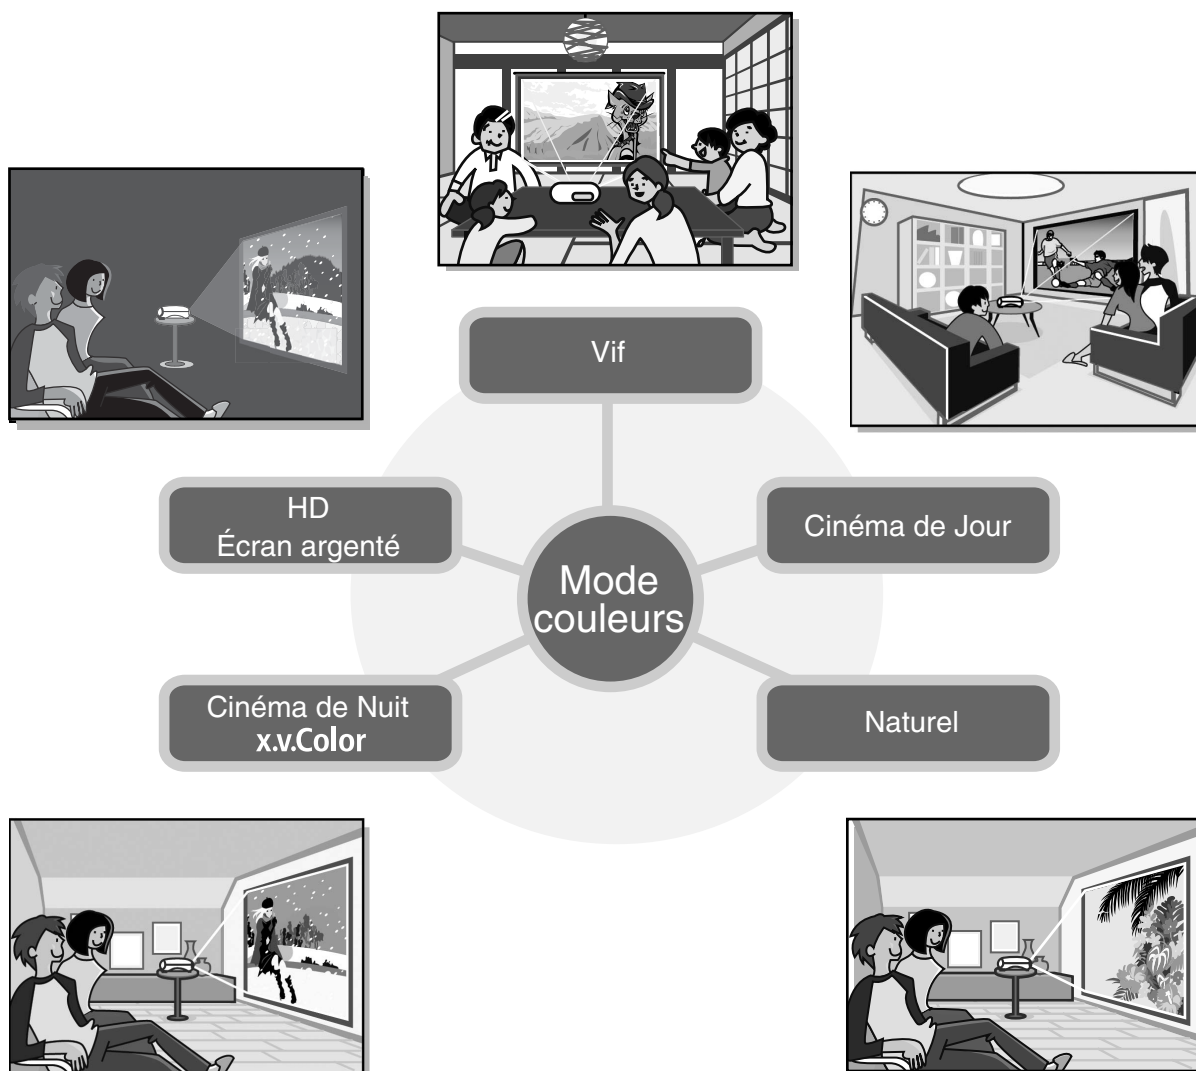 Vif
HD
Écran argenté
Cinéma de Jour
Mode
couleurs
Cinéma de Nuit
x.v.Color
Naturel